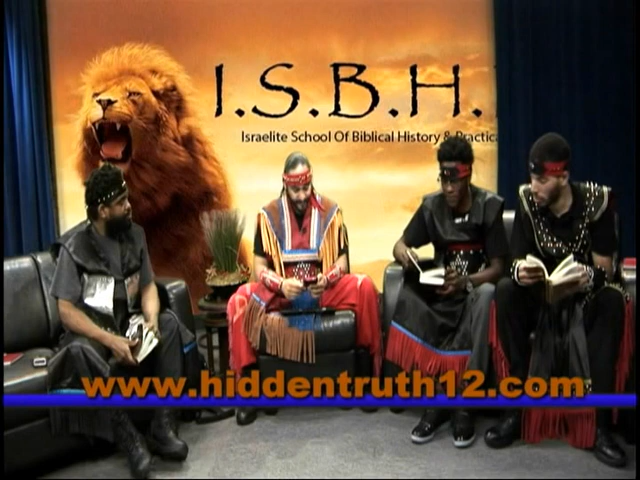 I.S.B.H.
Israelite School Of Biblical History & Practica
www.hiddentruth12.com